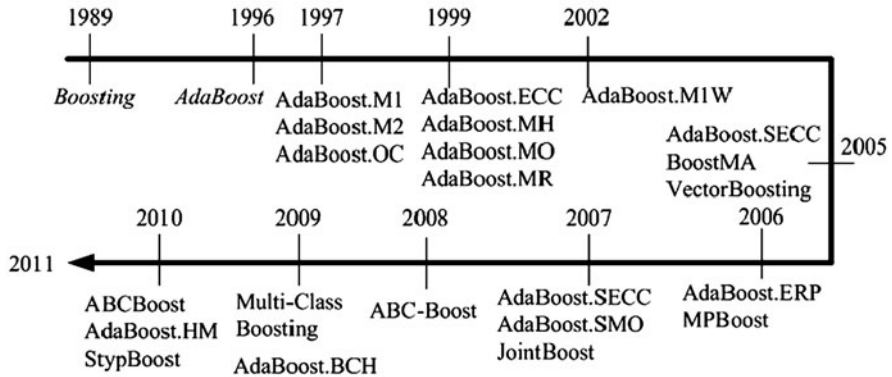 1989 1996 1997 1999 2002
Boosting
AdaBoost
AdaBoost.M1
AdaBoost.M2
AdaBoost.OC
AdaBoost.ECC
AdaBoost.MH
AdaBoost.MO
AdaBoost.MR
AdaBoost.M1W
AdaBoost.SECC
BoostMA
VectorBoosting
2005
2010 2009 2008 2007 2006
2011
ABCBoost
AdaBoost.HM
StypBoost
Multi-Class
Boosting
AdaBoost.BCH
ABC-Boost
AdaBoost.SECC
AdaBoost.SMO
JointBoost
AdaBoost.ERP
MPBoost